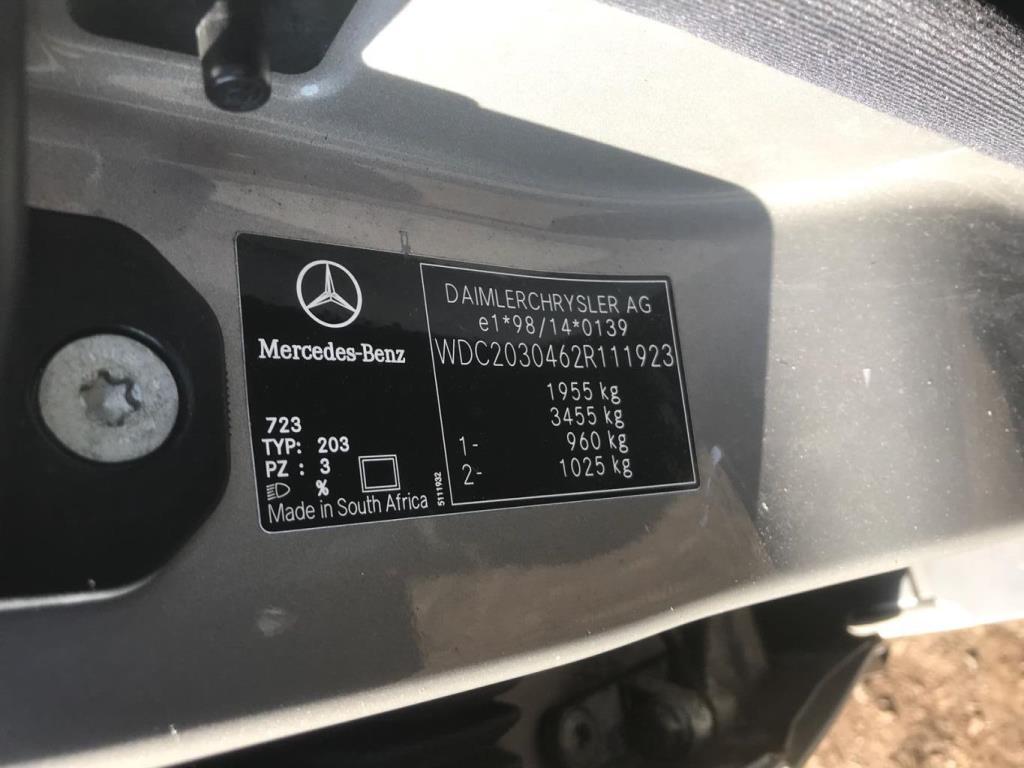 Mercedes-Benz
723
TYP: 203
PZ : 3
%
Made in South Africa
5111932
DAIMLERCHRYSLER AG
e1*98/14*0139
WDC2030462R111923
1955 kg
3455 kg
1- 960 kg
2- 1025 kg